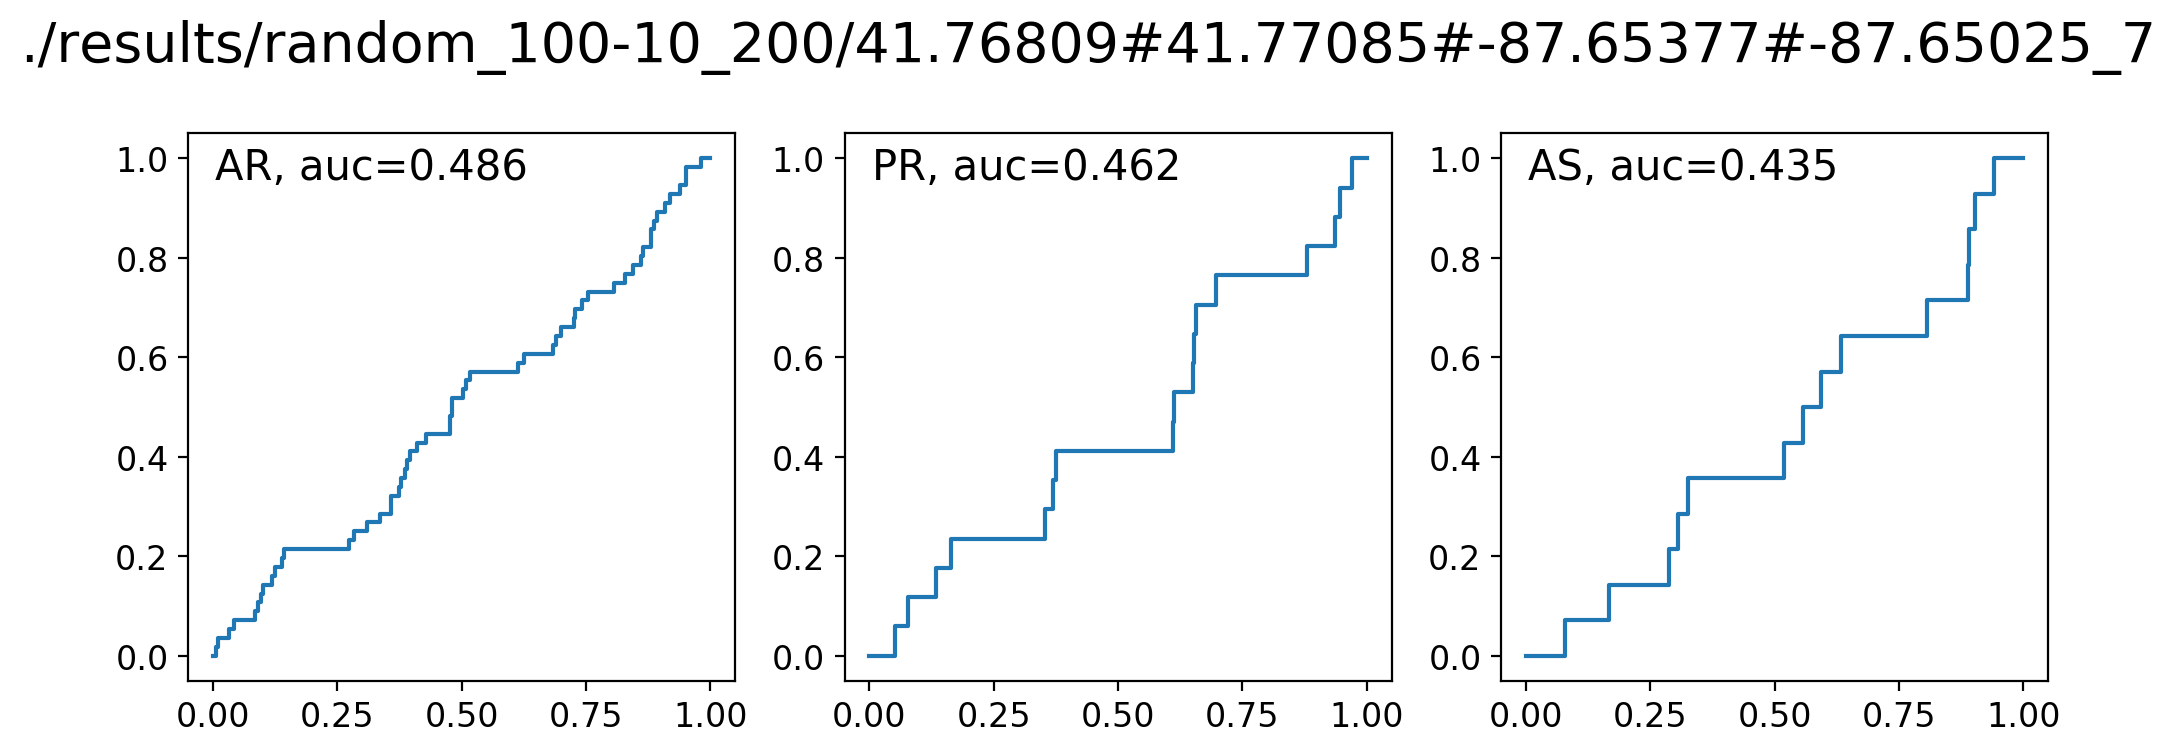 ./results/random_100-10_200/41.76809#41.77085#-87.65377#-87.65025_7
AR, auc=0.486
1.0
0.8
0.6
0.4
0.2
0.0
0.00 0.25 0.50 0.75 1.00
PR, auc=0.462
1.0
0.8
0.6
0.4
0.2
0.0
0.00 0.25 0.50 0.75 1.00
AS, auc=0.435
1.0
0.8
0.6
0.4
0.2
0.0
0.00 0.25 0.50 0.75 1.00